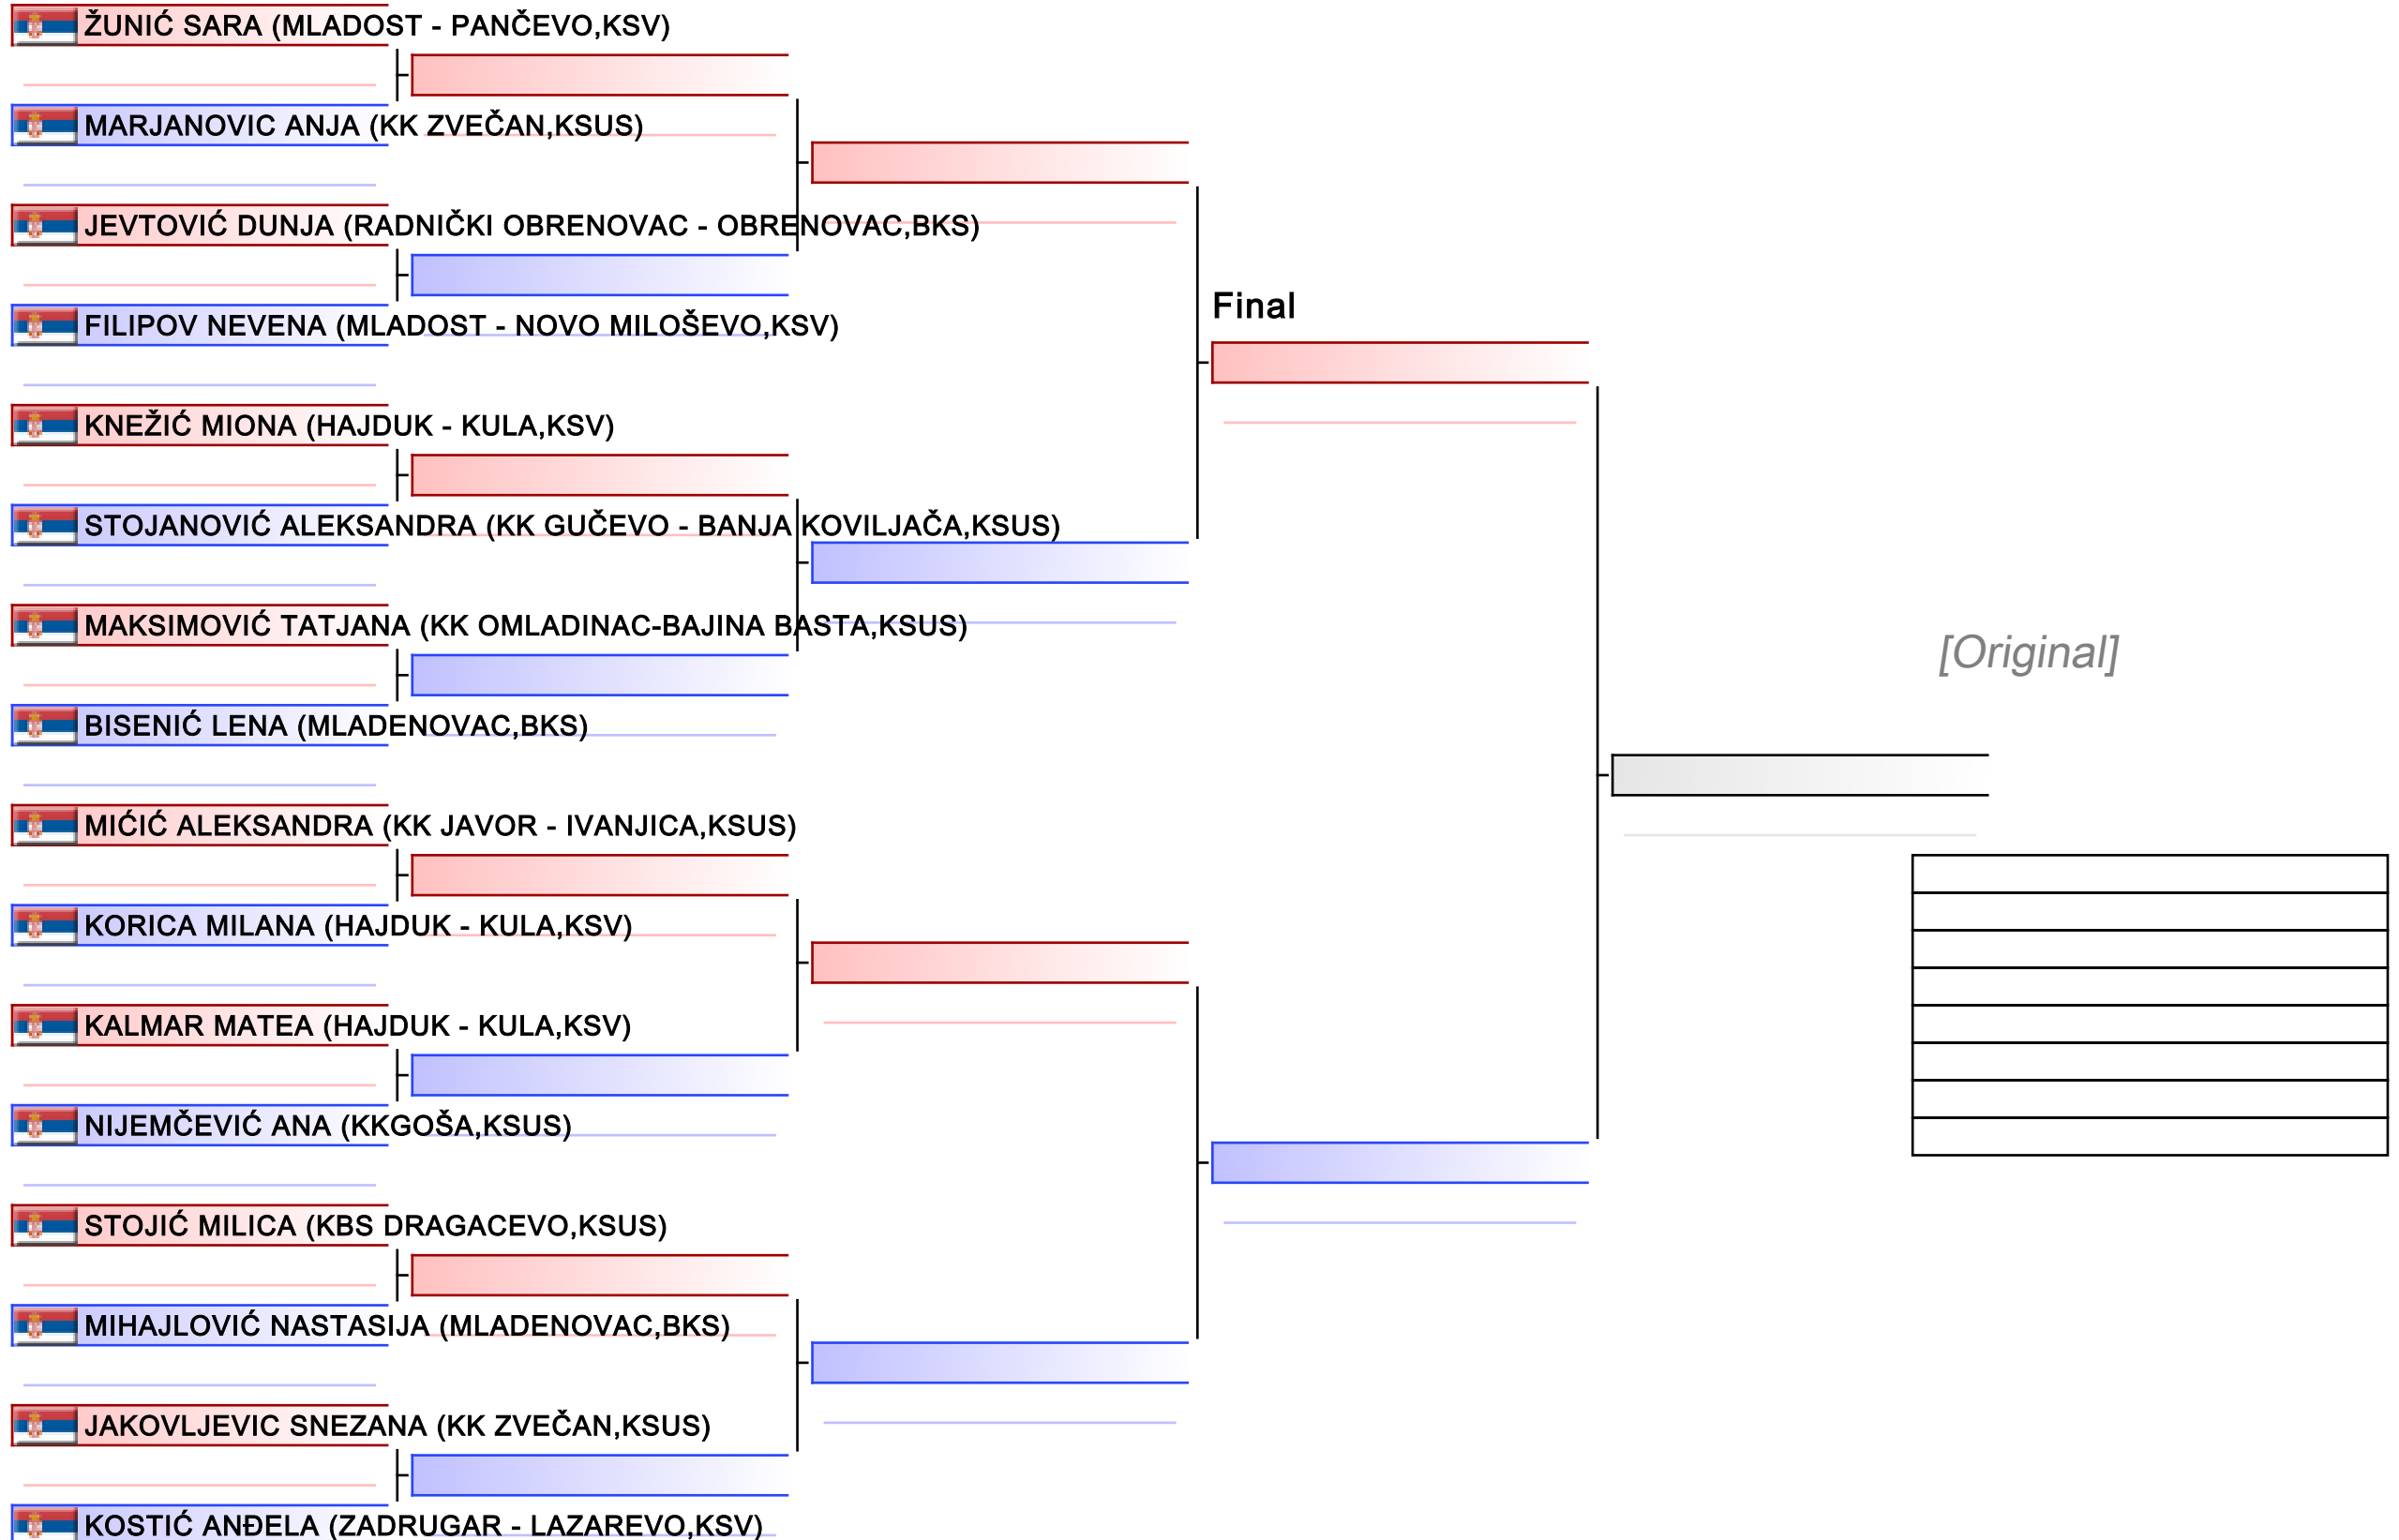 ŽUNIĆ SARA (MLADOST - PANČEVO,KSV)
MARJANOVIC ANJA (KK ZVEČAN,KSUS)
JEVTOVIĆ DUNJA (RADNIČKI OBRENOVAC - OBRENOVAC,BKS)
FILIPOV NEVENA (MLADOST - NOVO MILOŠEVO,KSV)
KNEŽIĆ MIONA (HAJDUK - KULA,KSV)
STOJANOVIĆ ALEKSANDRA (KK GUČEVO - BANJA KOVILJAČA,KSUS)
MAKSIMOVIĆ TATJANA (KK OMLADINAC-BAJINA BASTA,KSUS)
BISENIĆ LENA (MLADENOVAC,BKS)
MIĆIĆ ALEKSANDRA (KK JAVOR - IVANJICA,KSUS)
KORICA MILANA (HAJDUK - KULA,KSV)
KALMAR MATEA (HAJDUK - KULA,KSV)
NIJEMČEVIĆ ANA (KKGOŠA,KSUS)
STOJIĆ MILICA (KBS DRAGACEVO,KSUS)
MIHAJLOVIĆ NASTASIJA (MLADENOVAC,BKS)
JAKOVLJEVIC SNEZANA (KK ZVEČAN,KSUS)
KOSTIĆ ANĐELA (ZADRUGAR - LAZAREVO,KSV)
Final
[Original]